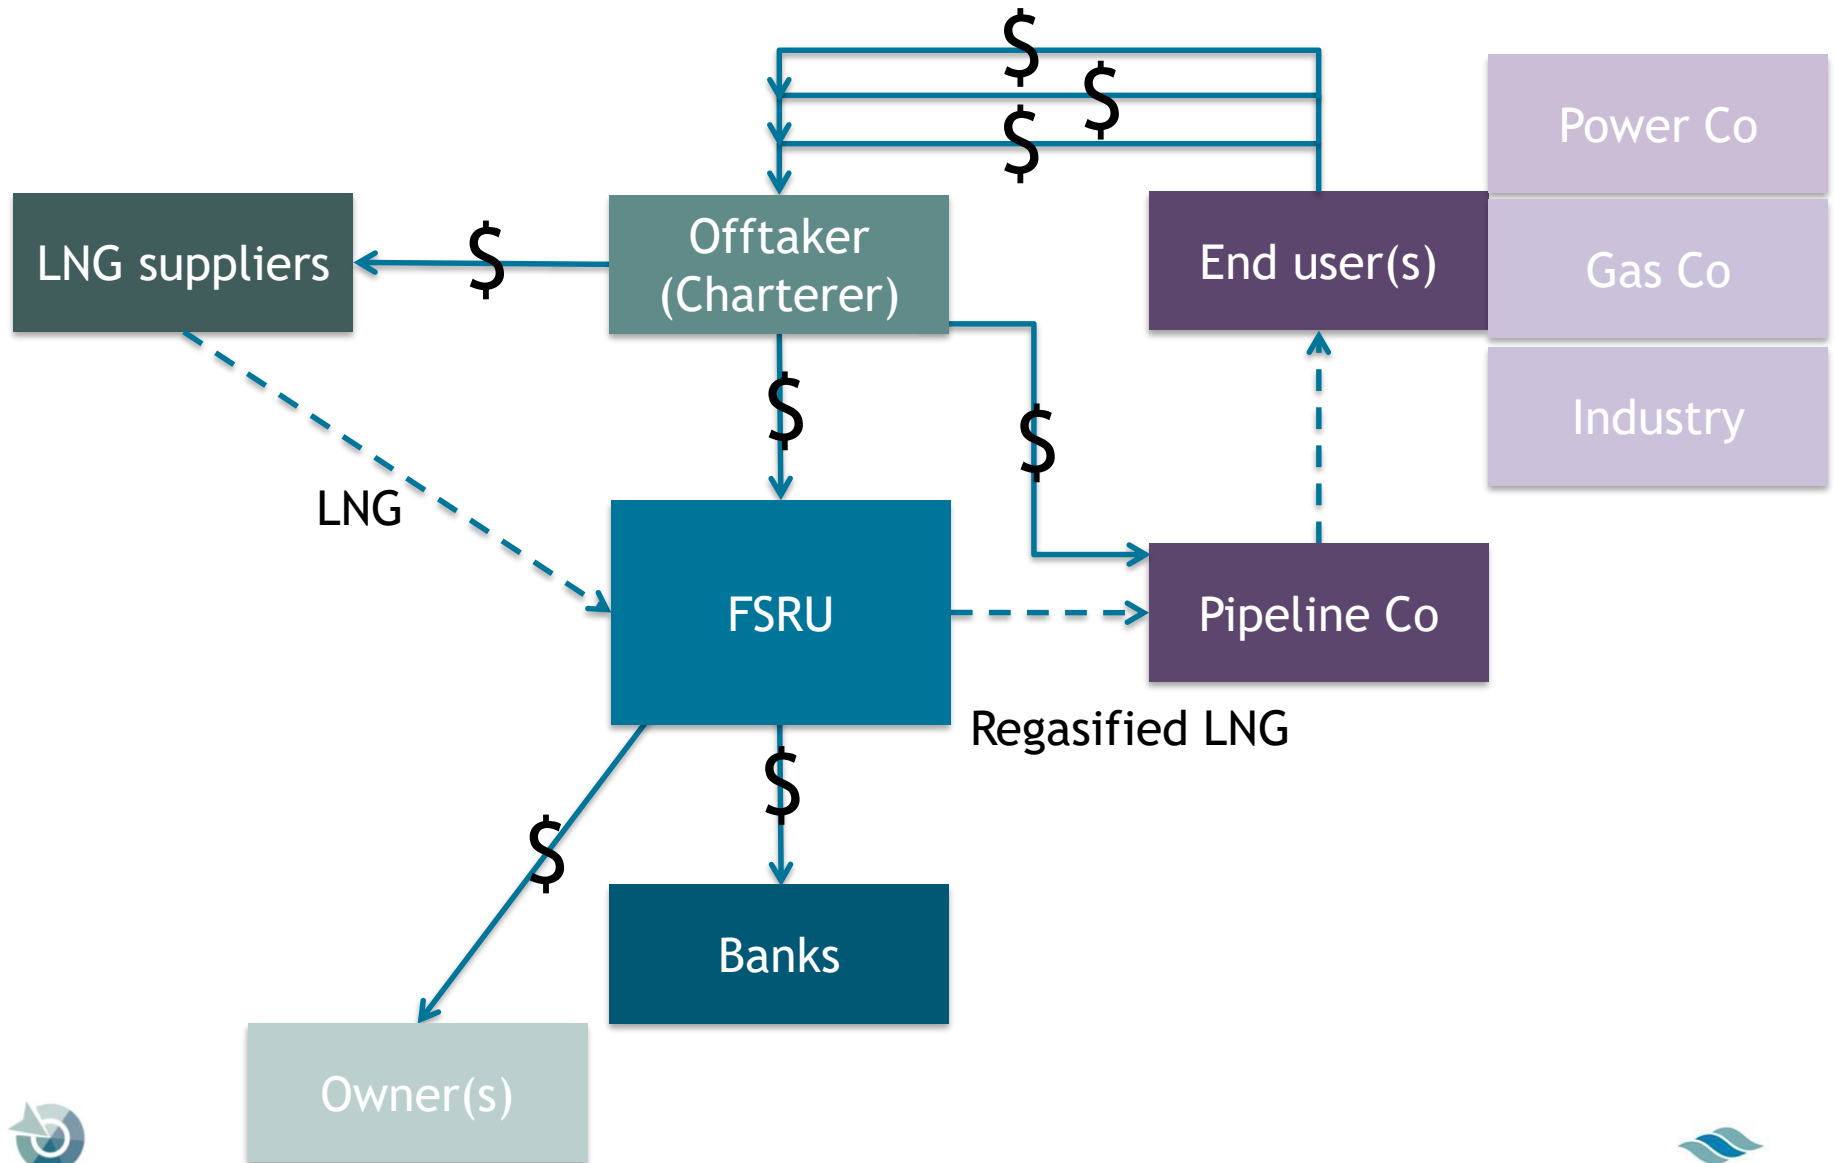 $
$
$
Power Co
LNG suppliers
$
Offtaker
(Charterer)
End user(s)
Gas Co
$
$
Industry
LNG
FSRU
Pipeline Co
Regasified LNG
$
$
Banks
Owner(s)